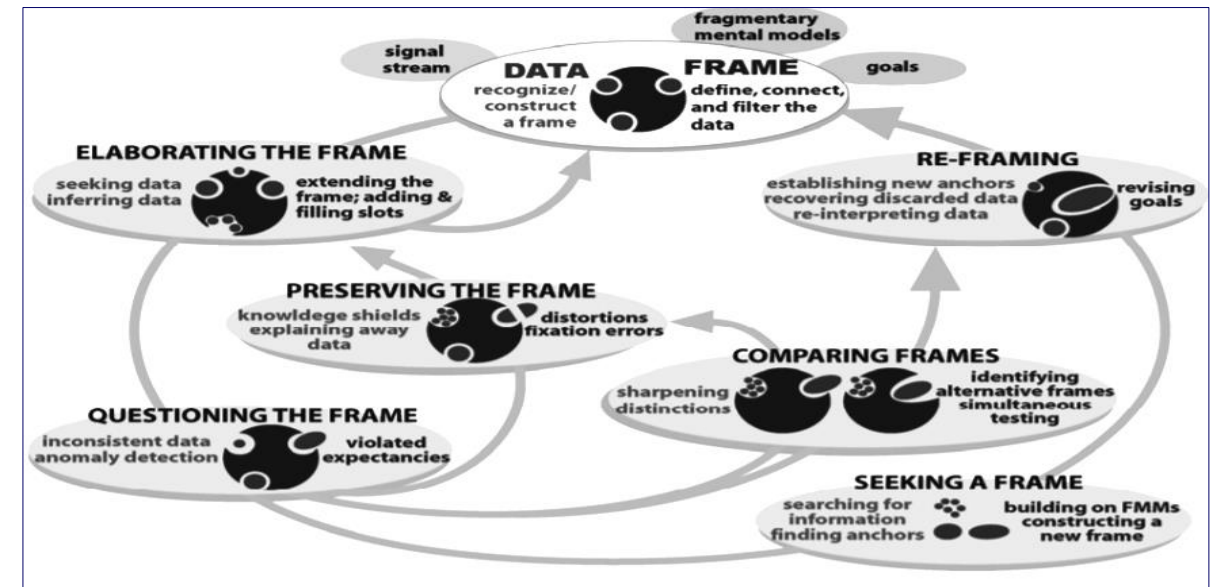 fragmentary
mental models
signal
stream
goals
DATA
recognize/
construct
a frame
FRAME
define, connect,
and filter the
data
ELABORATING THE FRAME
seeking data
inferring data
extending the
frame; adding &
filling slots
RE-FRAMING
establishing new anchors
recovering discarded data
re-interpreting data
revising
goals
PRESERVING THE FRAME
knowldege shields
explaining away
data
distortions
fixation errors
COMPARING FRAMES
sharpening
distinctions
identifying
alternative frames
simultaneous
testing
QUESTIONING THE FRAME
inconsistent data
anomaly detection
violated
expectancies
SEEKING A FRAME
searching for
information
finding anchors
building on FMMs
constructing a
new frame